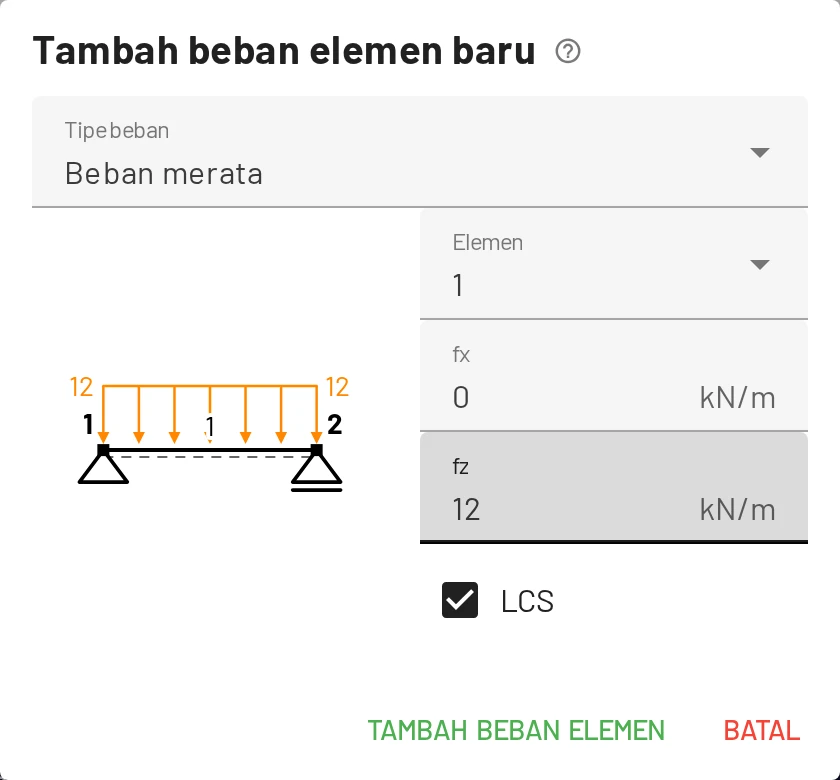 Tambah beban elemen baru
Tipe beban
Beban merata
Elemen
1
fx
0 kN/m
fz
12 kN/m
LCS
12 12
1 1 2
TAMBAH BEBAN ELEMEN BATAL